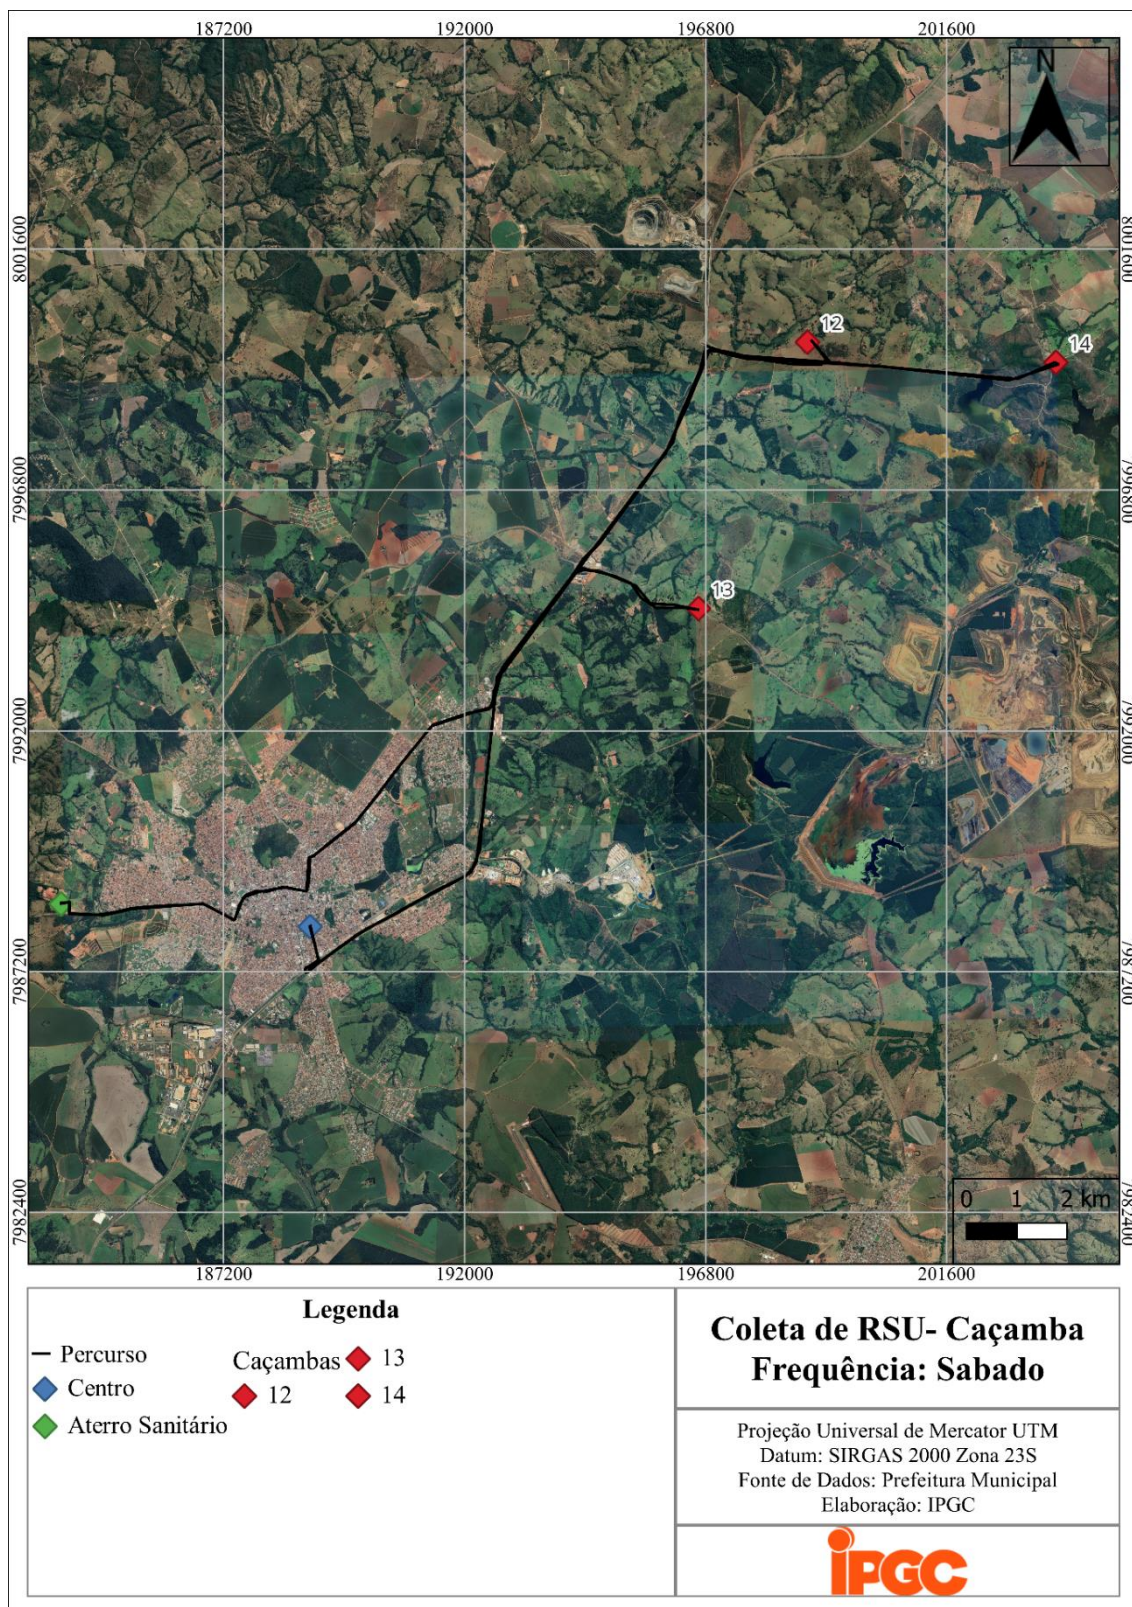 187200 192000 196800 201600
N
8001600 8001600
12
14
7996800 7996800
13
7992000 7992000
7987200 7987200
0 1 2 km
7982400 7982400
187200 192000 196800 201600
Legenda
Percurso
Centro
Aterro Sanitário
Caçambas
12
13
14
Coleta de RSU- Caçamba
Frequência: Sabado
Projeção Universal de Mercator UTM
Datum: SIRGAS 2000 Zona 23S
Fonte de Dados: Prefeitura Municipal
Elaboração: IPGC
iPGC